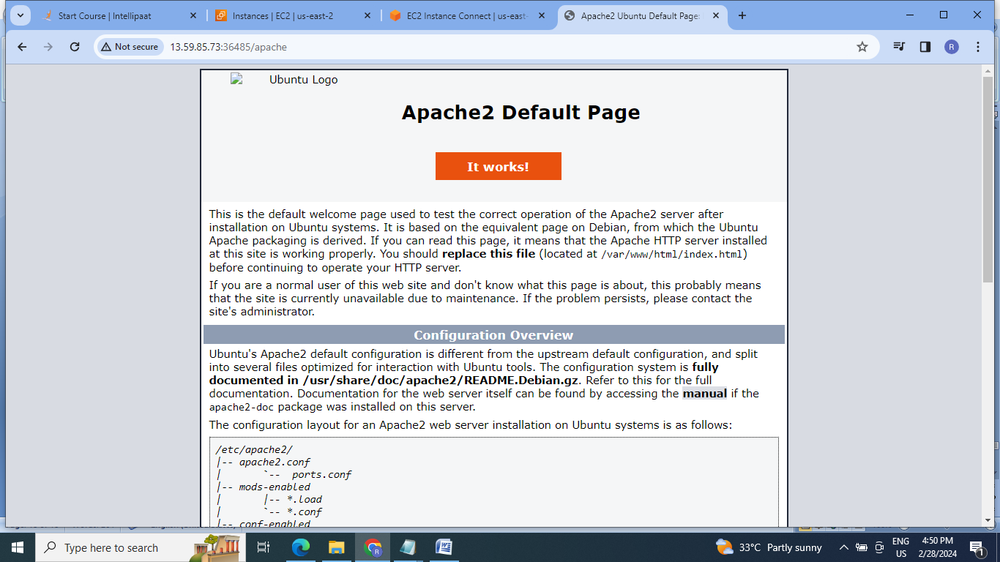 Start Course | Intellipaat
Instances | EC2 | us-east-2
EC2 Instance Connect | us-east-
Apache2 Ubuntu Default Page:
Not secure
13.59.85.73:36485/apache
R
Ubuntu Logo
Apache2 Default Page
It works!
This is the default welcome page used to test the correct operation of the Apache2 server after
installation on Ubuntu systems. It is based on the equivalent page on Debian, from which the Ubuntu
Apache packaging is derived. If you can read this page, it means that the Apache HTTP server installed
at this site is working properly. You should replace this file (located at /var/www/html/index.html)
before continuing to operate your HTTP server.
If you are a normal user of this web site and don't know what this page is about, this probably means
that the site is currently unavailable due to maintenance. If the problem persists, please contact the
site's administrator.
Configuration Overview
Ubuntu's Apache2 default configuration is different from the upstream default configuration, and split
into several files optimized for interaction with Ubuntu tools. The configuration system is fully
documented in /usr/share/doc/apache2/README.Debian.gz. Refer to this for the full
documentation. Documentation for the web server itself can be found by accessing the manual if the
apache2-doc package was installed on this server.
The configuration layout for an Apache2 web server installation on Ubuntu systems is as follows:
/etc/apache2/
|-- apache2.conf
|       `--  ports.conf
|-- mods-enabled
|       |-- *.load
|       `-- *.conf
|-- conf-enabled
Type here to search
33°C Partly sunny
ENG
US
4:50 PM
2/28/2024
1